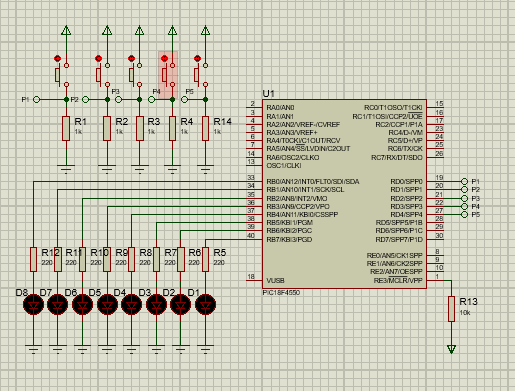 P1 P2 P3 P4 P5
R1 R2 R3 R4 R14
1k 1k 1k 1k 1k
U1
2 RA0/AN0 RC0/T1OSO/T1CKI 15
3 RA1/AN1 RC1/T1OSI/CCP2/UOE 16
4 RA2/AN2/VREF-/CVREF RC2/CCP1/P1A 17
5 RA3/AN3/VREF+ RC4/D-/VM 23
6 RA4/T0CKI/C1OUT/RCV RC5/D+/VP 24
7 RA5/AN4/SS/LVDIN/C2OUT RC6/TX/CK 25
14 RA6/OSC2/CLKO RC7/RX/DT/SDO 26
13 OSC1/CLKI
33 RB0/AN12/INT0/FLT0/SDI/SDA RD0/SPP0 19 P1
34 RB1/AN10/INT1/SCK/SCL RD1/SPP1 20 P2
35 RB2/AN8/INT2/VMO RD2/SPP2 21 P3
36 RB3/AN9/CCP2/VPO RD3/SPP3 22 P4
37 RB4/AN11/KBI0/CSSPP RD4/SPP4 27 P5
38 RB5/KBI1/PGM RD5/SPP5/P1B 28
39 RB6/KBI2/PGC RD6/SPP6/P1C 29
40 RB7/KBI3/PGD RD7/SPP7/P1D 30
RE0/AN5/CK1SPP 8
RE1/AN6/CK2SPP 9
RE2/AN7/OESPP 10
18 VUSB RE3/MCLR/VPP 1
PIC18F4550
R12 R11 R10 R9 R8 R7 R6 R5
220 220 220 220 220 220 220 220
D8 D7 D6 D5 D4 D3 D2 D1
R13
10k